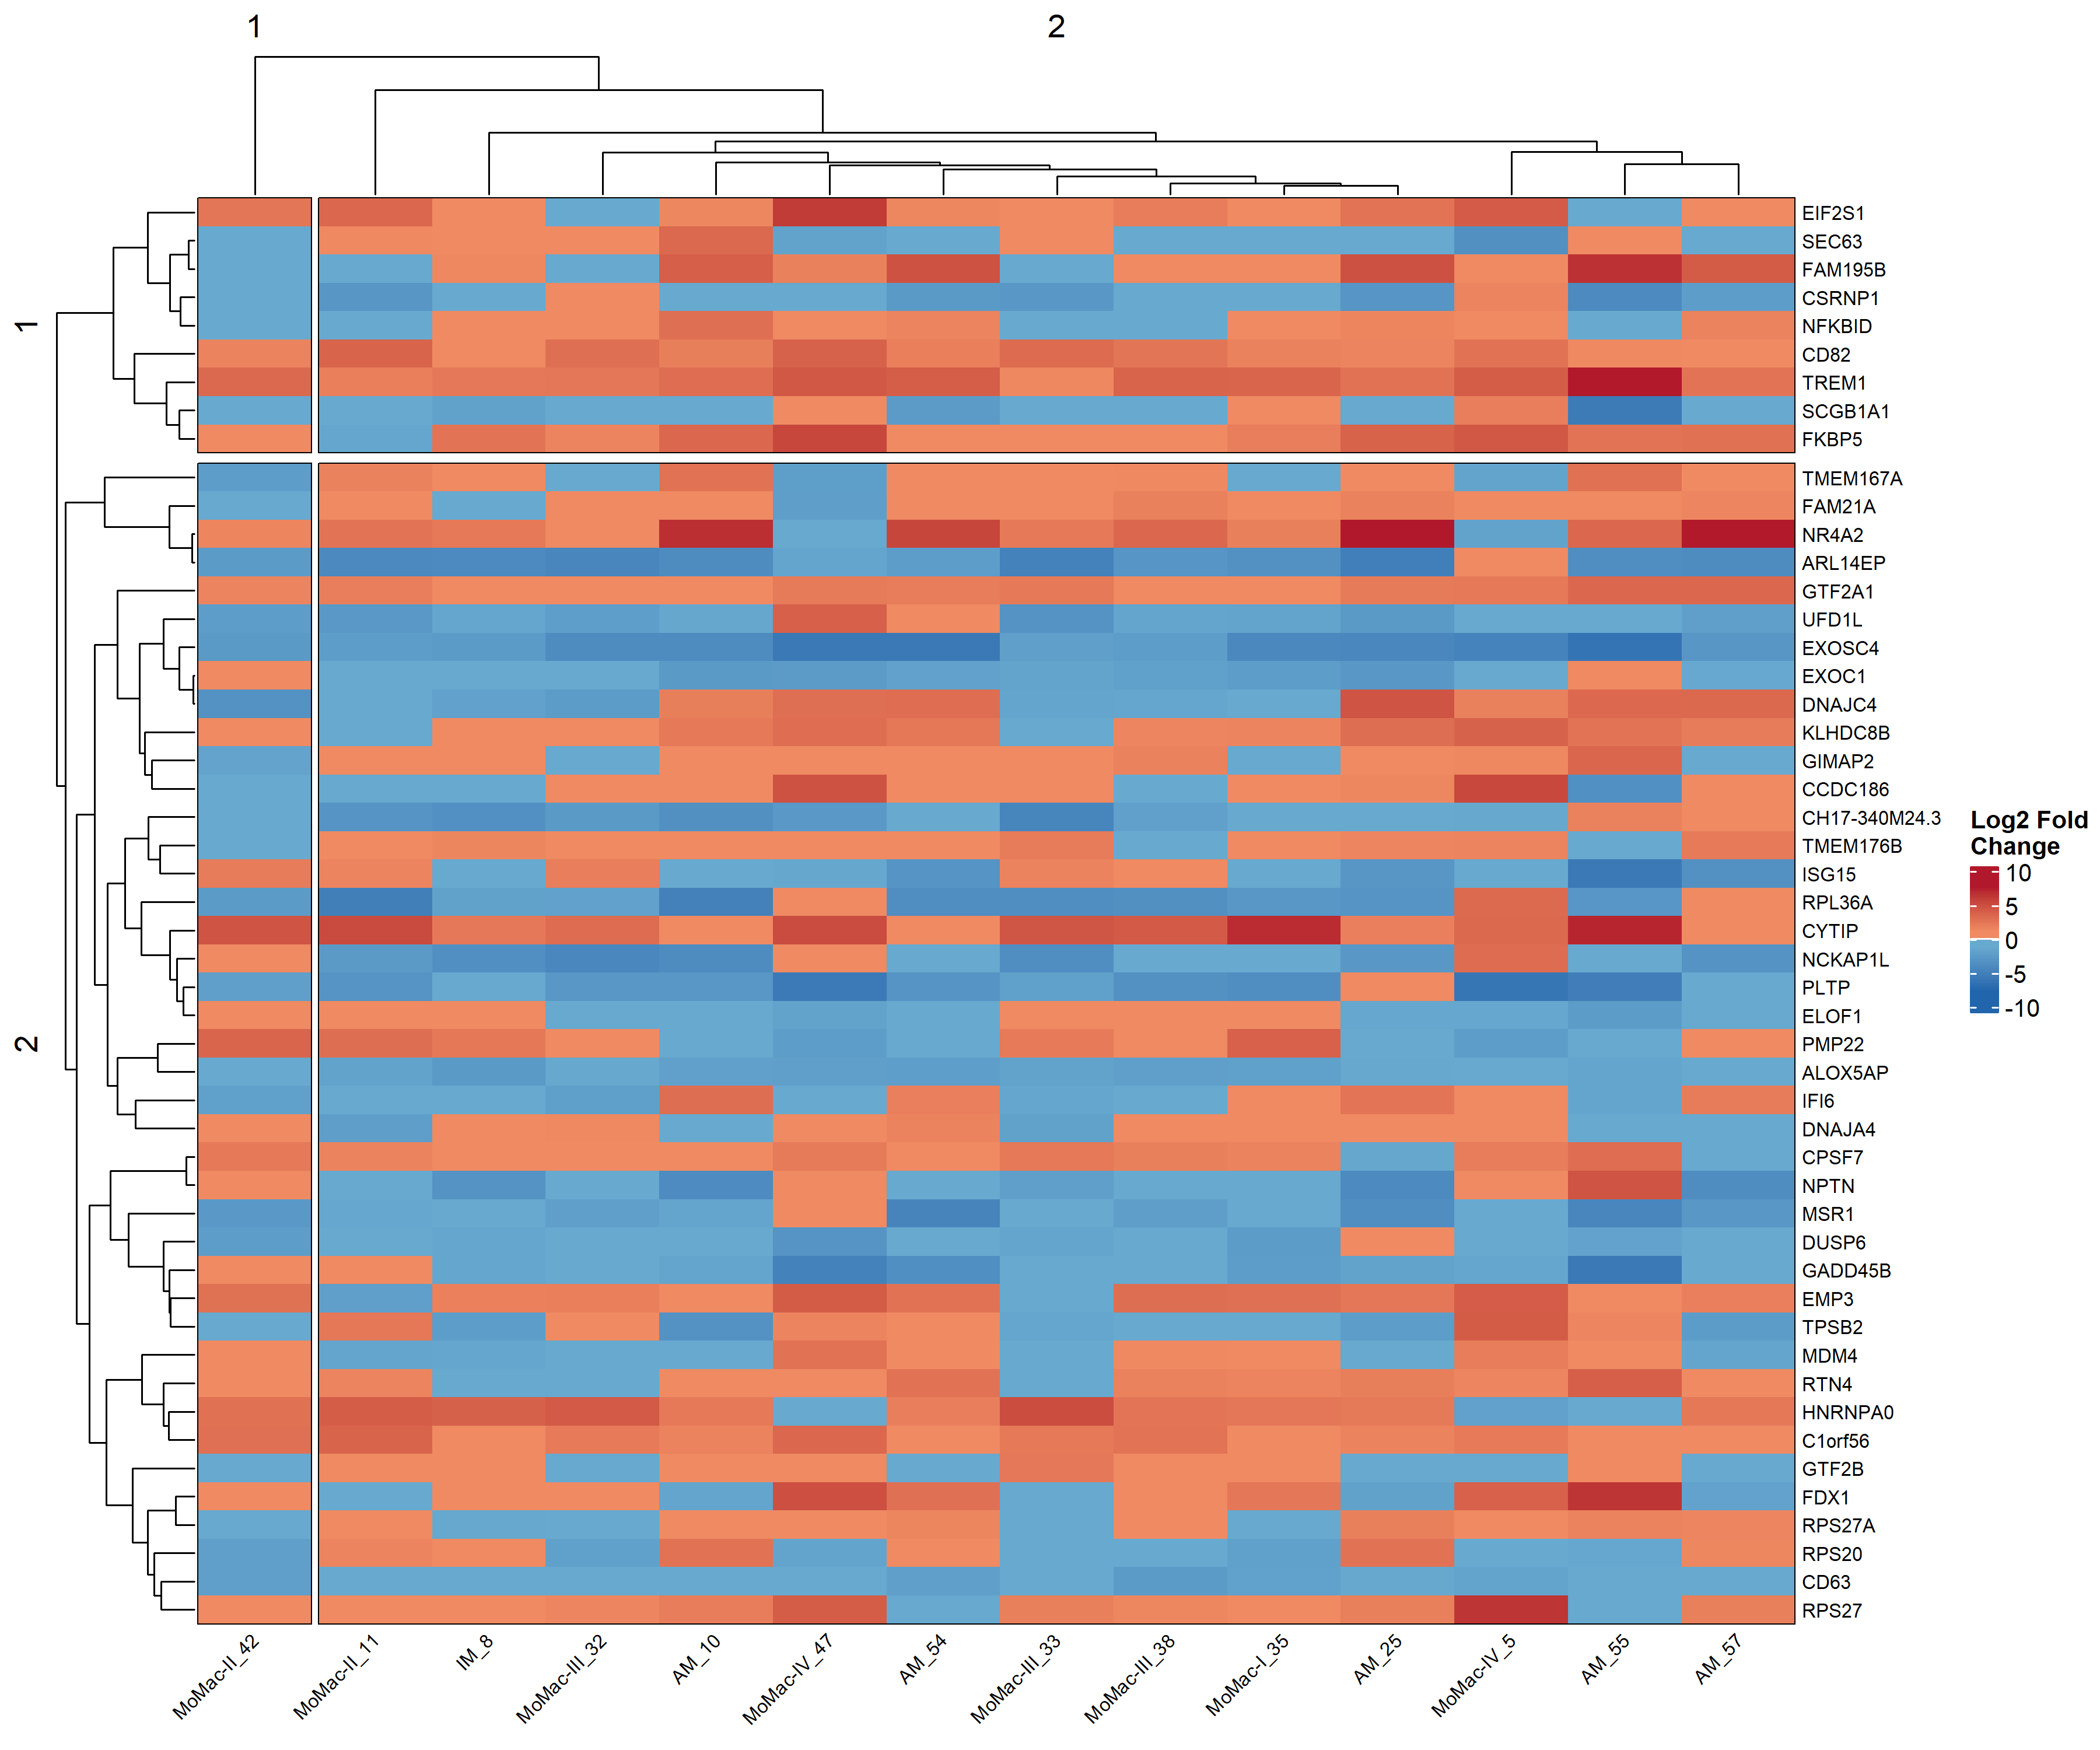 1
2
1
EIF2S1
SEC63
FAM195B
CSRNP1
NFKBID
CD82
TREM1
SCGB1A1
FKBP5
2
TMEM167A
FAM21A
NR4A2
ARL14EP
GTF2A1
UFD1L
EXOSC4
EXOC1
DNAJC4
KLHDC8B
GIMAP2
CCDC186
CH17-340M24.3
TMEM176B
ISG15
RPL36A
CYTIP
NCKAP1L
PLTP
ELOF1
PMP22
ALOX5AP
IFI6
DNAJA4
CPSF7
NPTN
MSR1
DUSP6
GADD45B
EMP3
TPSB2
MDM4
RTN4
HNRNPA0
C1orf56
GTF2B
FDX1
RPS27A
RPS20
CD63
RPS27
Log2 Fold
Change
10
5
0
-5
-10
MoMac-II_42
MoMac-II_11
IM_8
MoMac-III_32
AM_10
MoMac-IV_47
AM_54
MoMac-III_33
MoMac-III_38
MoMac-I_35
AM_25
MoMac-IV_5
AM_55
AM_57